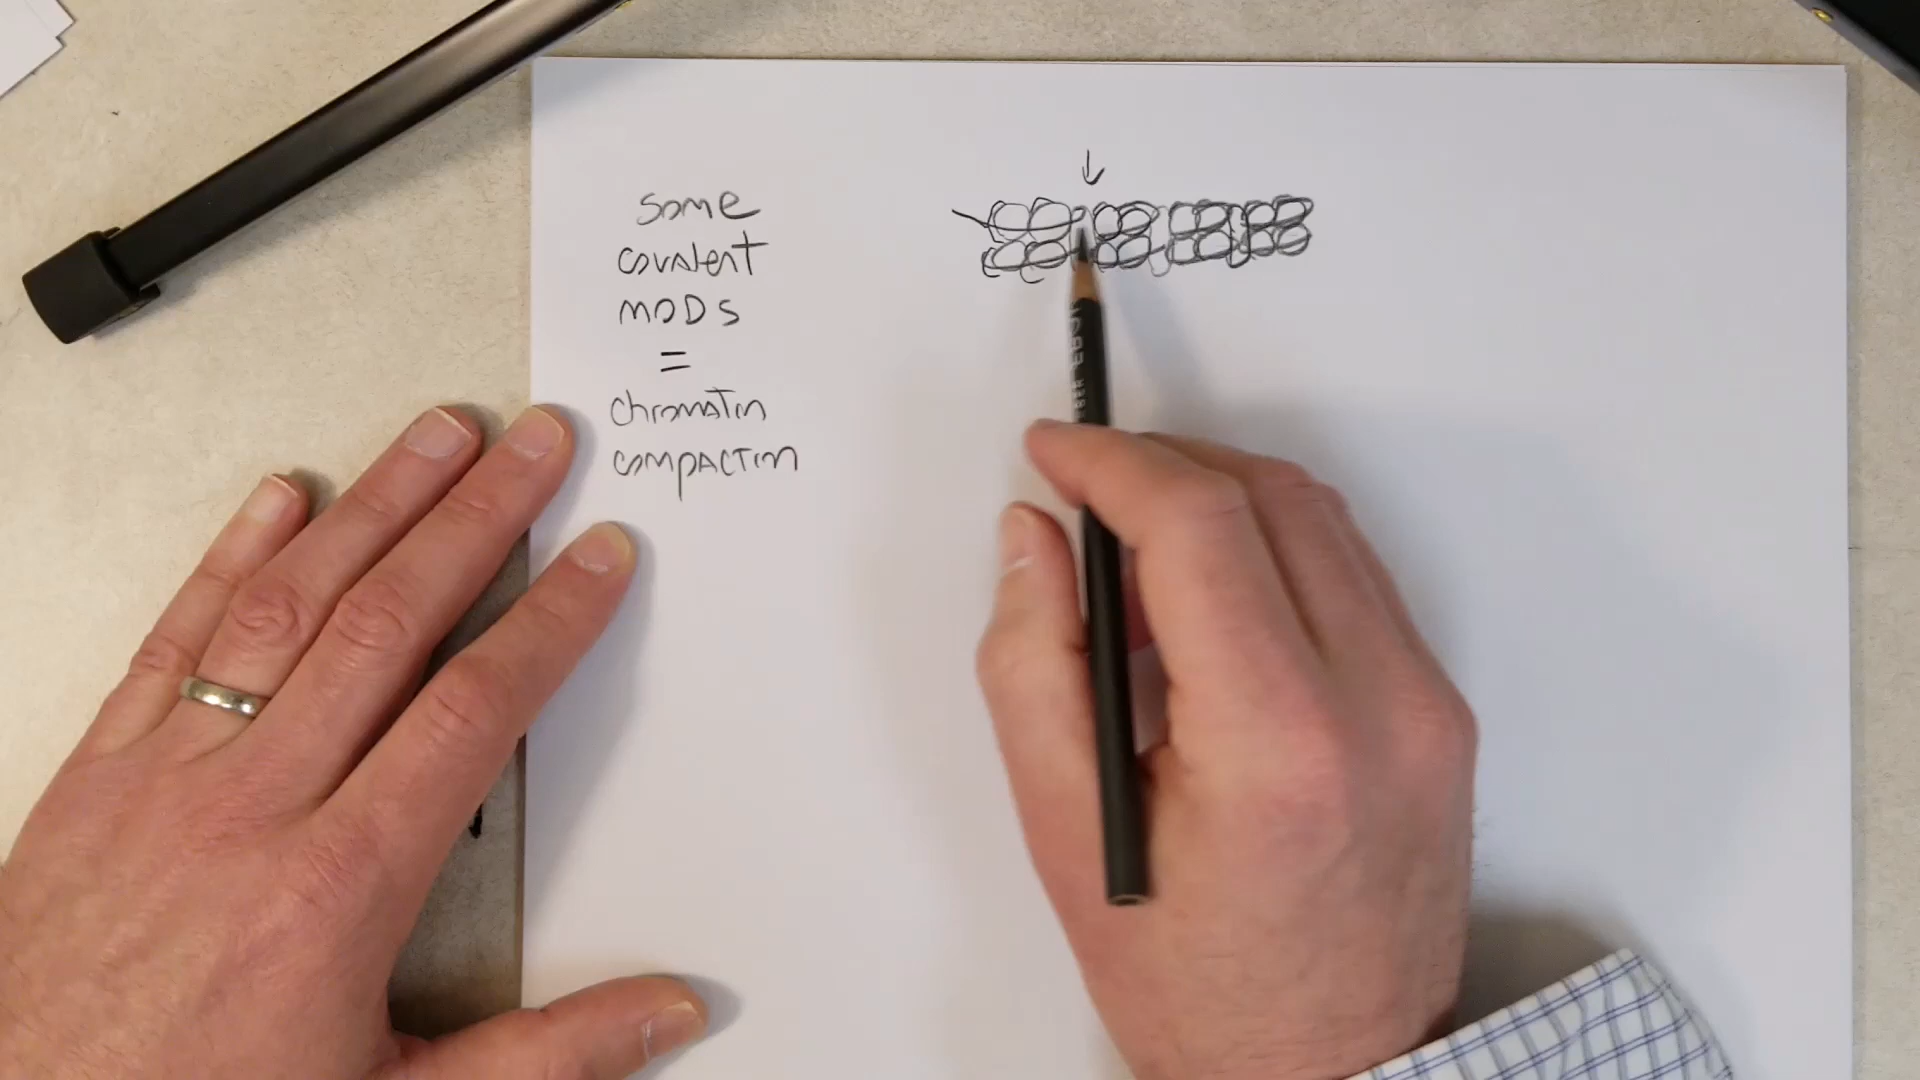 some
covalent
MODS
=
chromatin
compaction